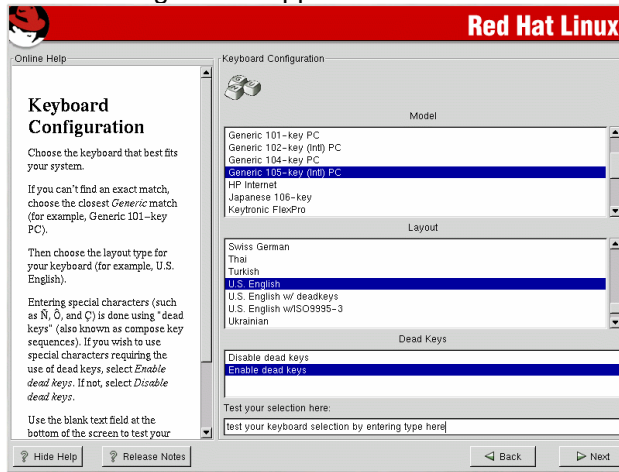 Red Hat Linux
Online Help
Keyboard
Configuration
Choose the keyboard that best fits
your system.
If you can't find an exact match,
choose the closest Generic match
(for example, Generic 101-key
PC).
Then choose the layout type for
your keyboard (for example, U.S.
English).
Entering special characters (such
as Ñ, Ô, and Ç) is done using "dead
keys" (also known as compose key
sequences). If you wish to use
special characters requiring the
use of dead keys, select Enable
dead keys. If not, select Disable
dead keys.
Use the blank text field at the
bottom of the screen to test your
Keyboard Configuration
Model
Generic 101-key PC
Generic 102-key (Intl) PC
Generic 104-key PC
Generic 105-key (Intl) PC
HP Internet
Japanese 106-key
Keytronic FlexPro
Layout
Swiss German
Thai
Turkish
U.S. English
U.S. English w/ deadkeys
U.S. English w/ISO9995-3
Ukrainian
Dead Keys
Disable dead keys
Enable dead keys
Test your selection here:
test your keyboard selection by entering type here
Hide Help
Release Notes
Back
Next